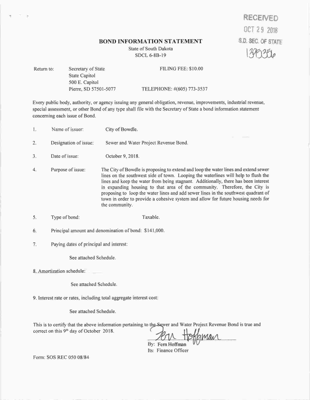 RECEIVED
OCT 29 2018
S.D. SEC. OF STATE
BOND INFORMATION STATEMENT
State of South Dakota
SDCL 6-8B-19
Return to: Secretary of State FILING FEE: $10.00
State Capitol
500 E. Capitol
Pierre, SD 57501-5077 TELEPHONE: #(605) 773-3537
Every public body, authority, or agency issuing any general obligation, revenue, improvements, industrial revenue,
special assessment, or other Bond of any type shall file with the Secretary of State a bond information statement
concerning each issue of Bond.
1. Name of issuer: City of Bowdle.
2. Designation of issue: Sewer and Water Project Revenue Bond.
3. Date of issue: October 9, 2018.
4. Purpose of issue: The City of Bowdle is proposing to extend and loop the water lines and extend sewer
lines on the southwest side of town. Looping the waterlines will help to flush the
lines and keep the water from being stagnant. Additionally, there has been interest
in expanding housing to that area of the community. Therefore, the City is
proposing to loop the water lines and add sewer lines in the southwest quadrant of
town in order to provide a cohesive system and allow for future housing needs for
the community.
5. Type of bond: Taxable.
6. Principal amount and denomination of bond: $141,000.
7. Paying dates of principal and interest:
See attached Schedule.
8. Amortization schedule:
See attached Schedule.
9. Interest rate or rates, including total aggregate interest cost:
See attached Schedule.
This is to certify that the above information pertaining to the Sewer and Water Project Revenue Bond is true and
correct on this 9th day of October 2018.
Fern Hoffman
By: Fern Hoffman
Its: Finance Officer
Form: SOS REC 050 08/84